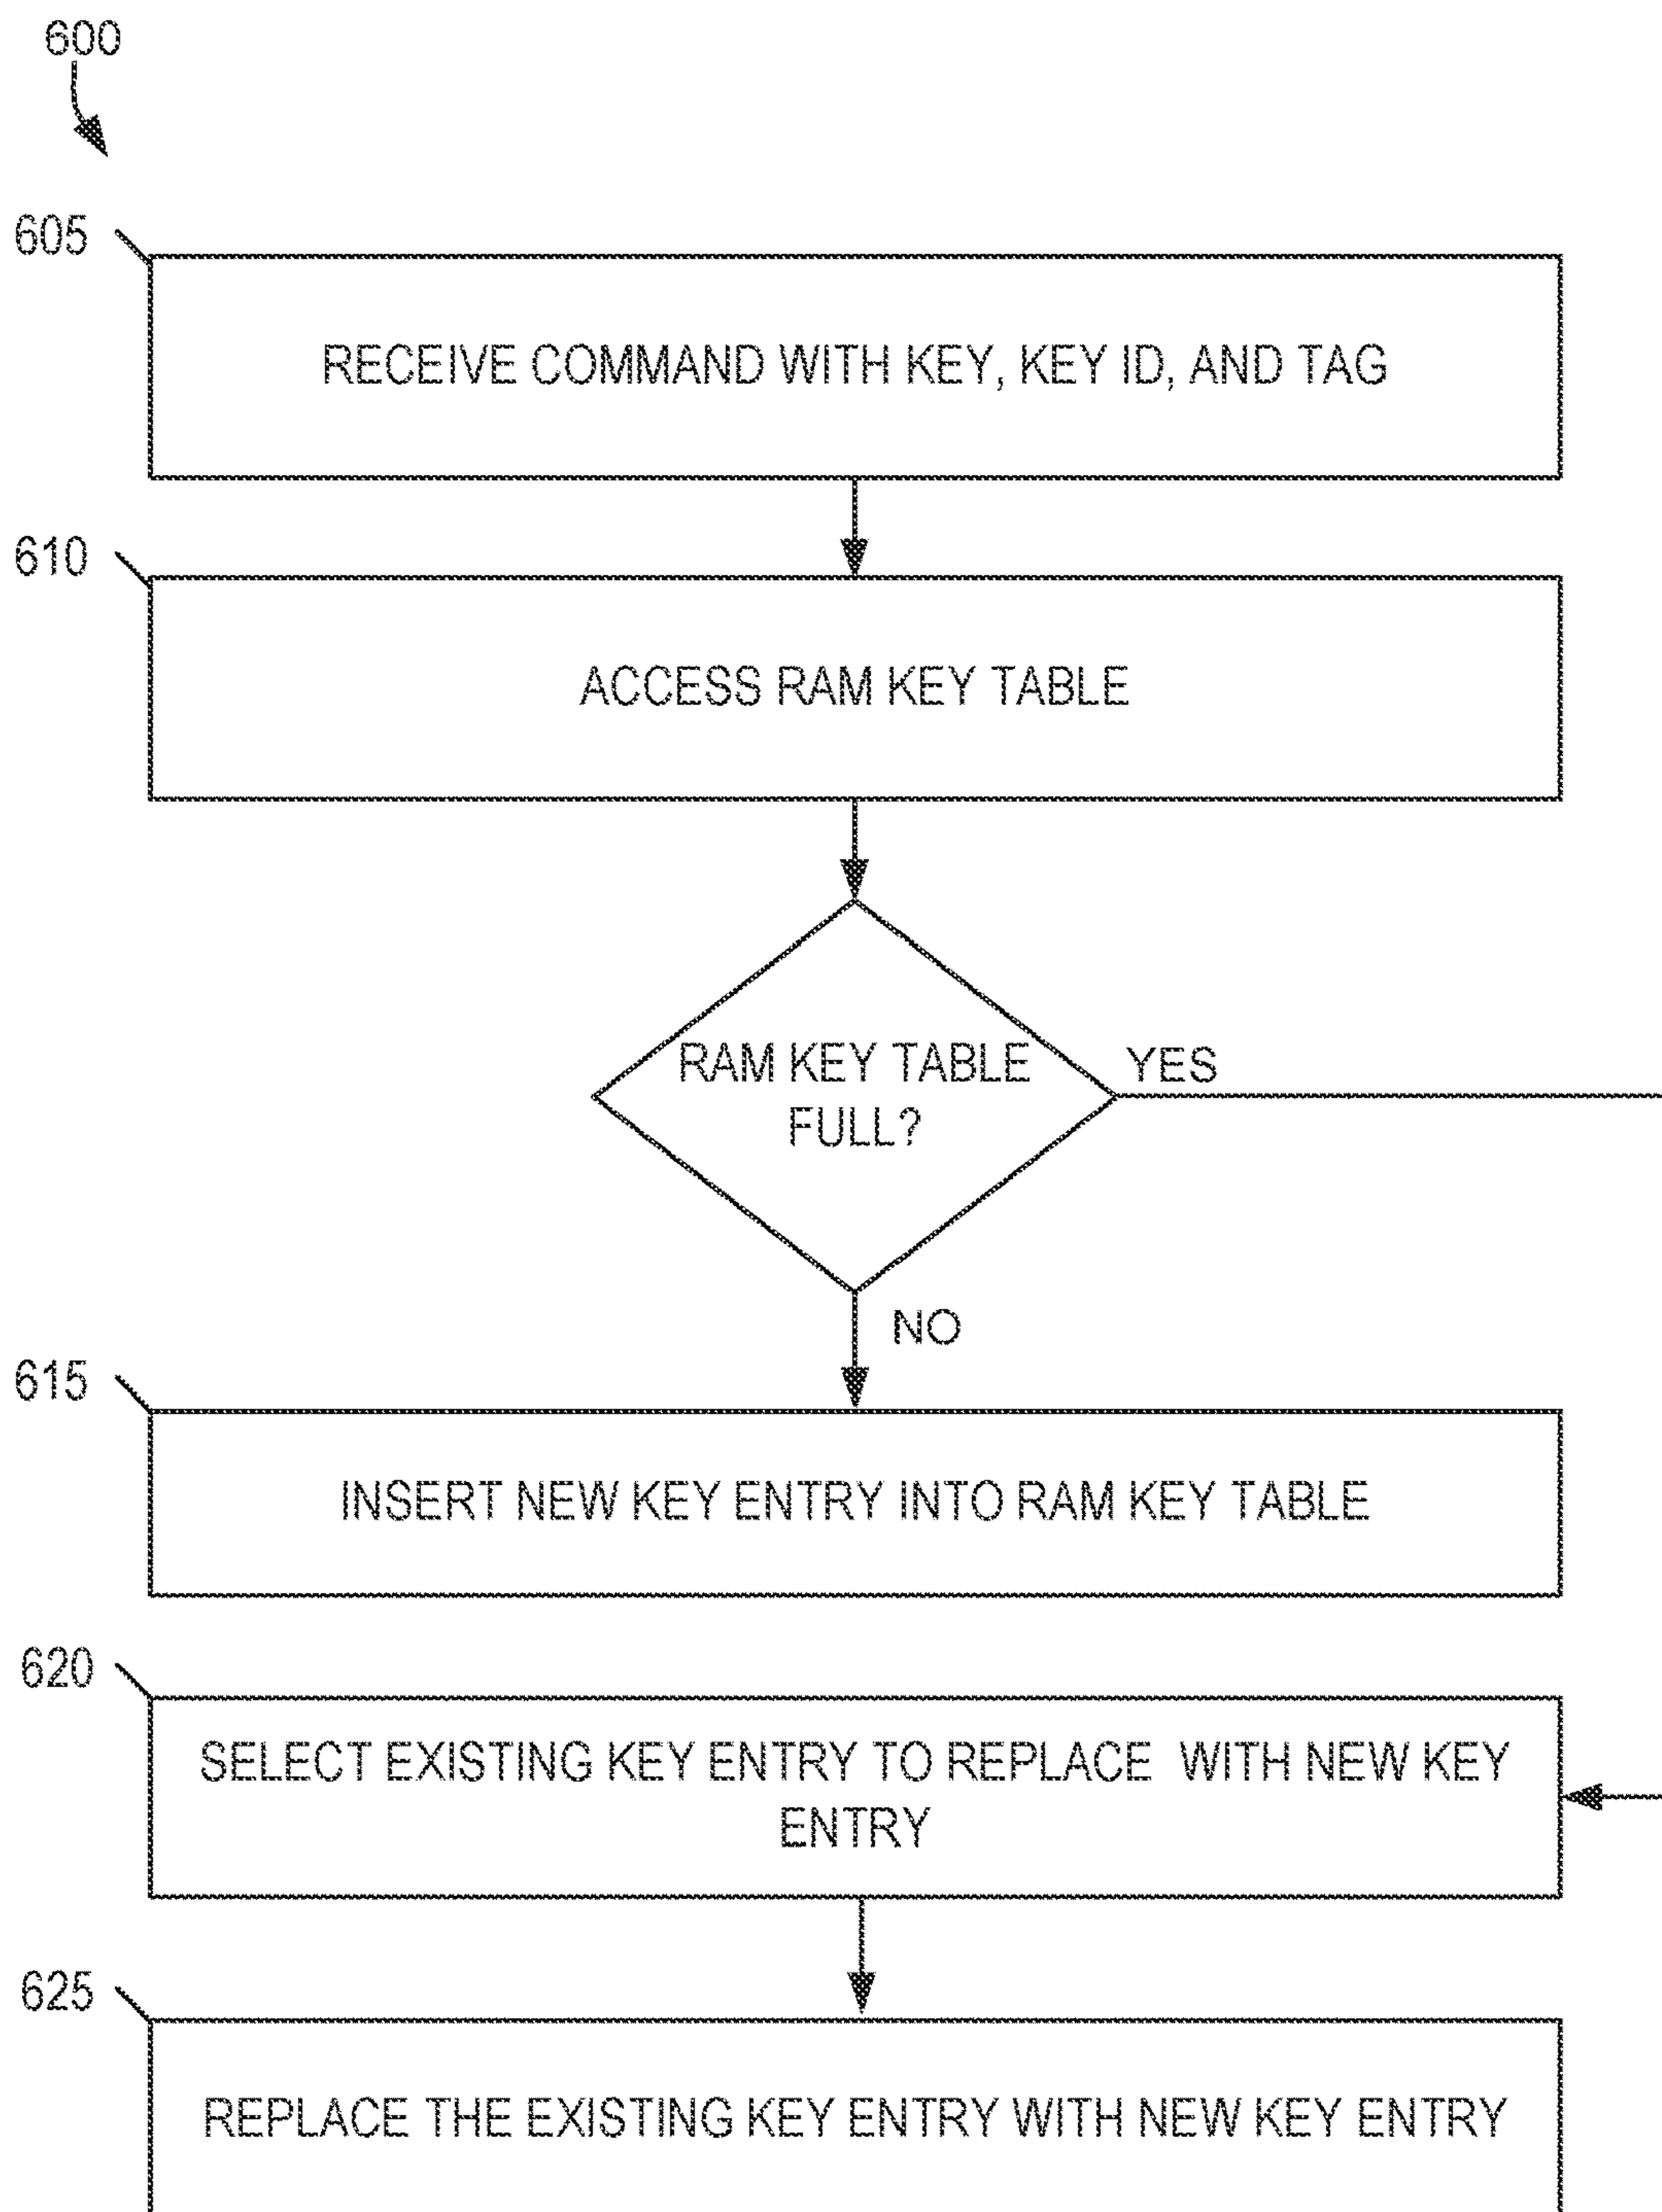 600
605
RECEIVE COMMAND WITH KEY, KEY ID, AND TAG
610
ACCESS RAM KEY TABLE
RAM KEY TABLE
FULL?
YES
NO
615
INSERT NEW KEY ENTRY INTO RAM KEY TABLE
620
SELECT EXISTING KEY ENTRY TO REPLACE WITH NEW KEY
ENTRY
625
REPLACE THE EXISTING KEY ENTRY WITH NEW KEY ENTRY